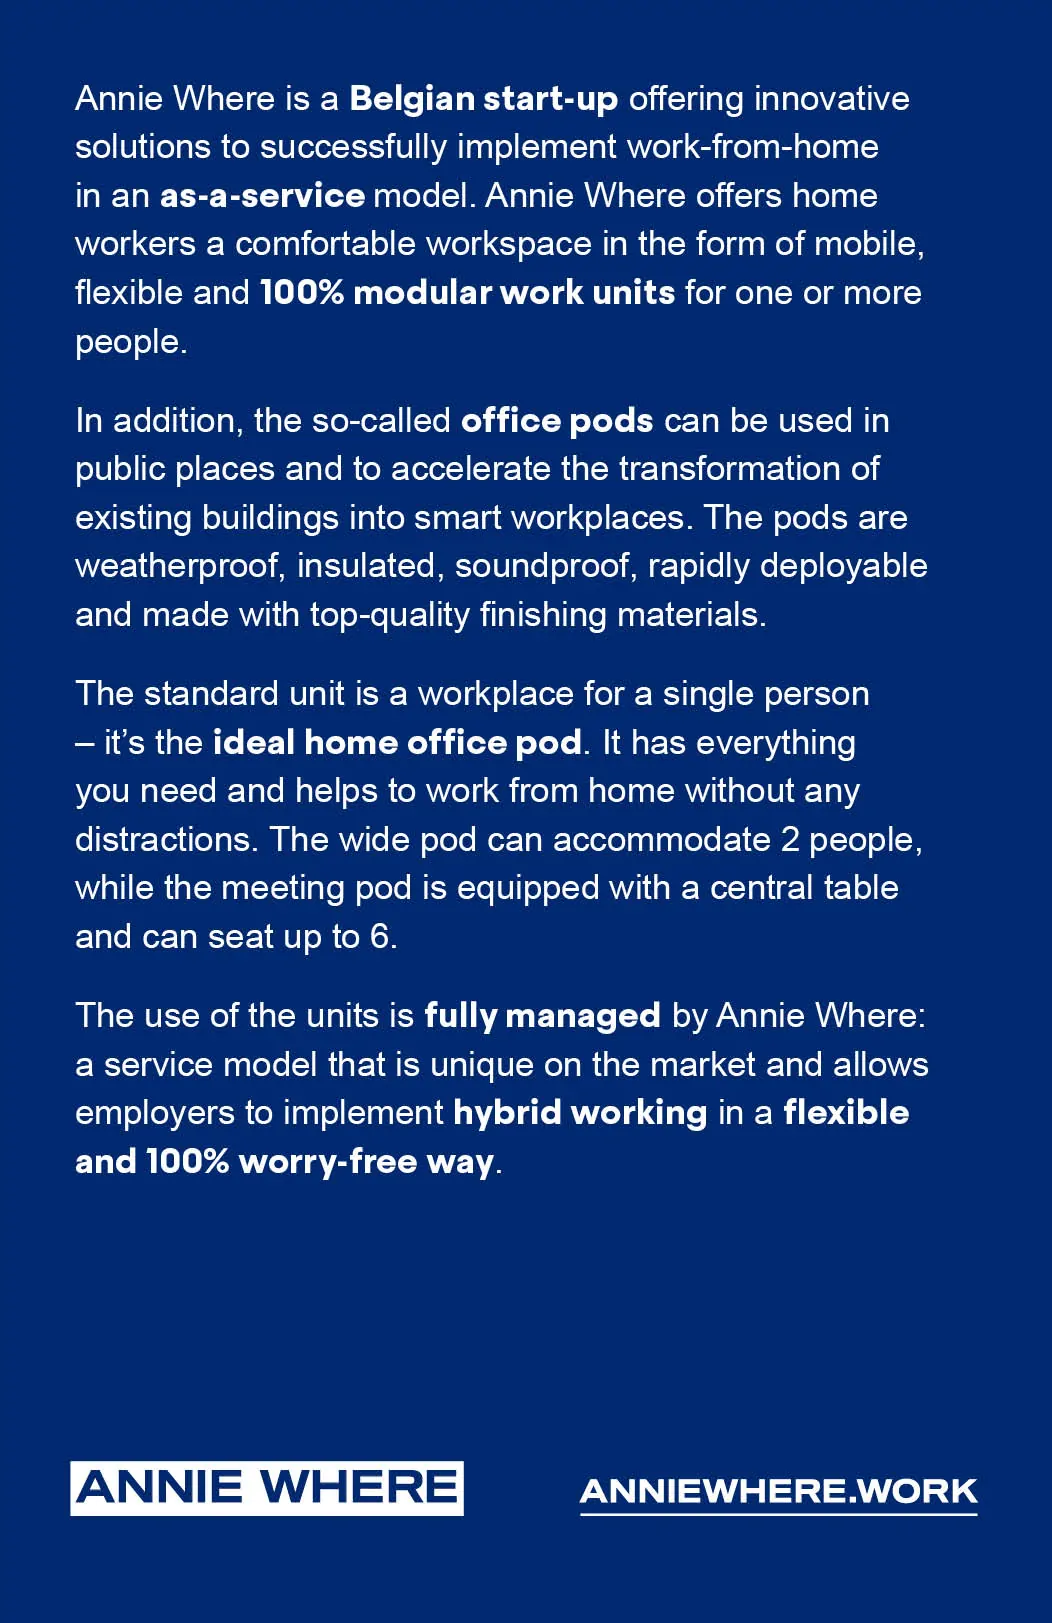 Annie Where is a Belgian start-up offering innovative
solutions to successfully implement work-from-home
in an as-a-service model. Annie Where offers home
workers a comfortable workspace in the form of mobile,
flexible and 100% modular work units for one or more
people.
In addition, the so-called office pods can be used in
public places and to accelerate the transformation of
existing buildings into smart workplaces. The pods are
weatherproof, insulated, soundproof, rapidly deployable
and made with top-quality finishing materials.
The standard unit is a workplace for a single person
– it’s the ideal home office pod. It has everything
you need and helps to work from home without any
distractions. The wide pod can accommodate 2 people,
while the meeting pod is equipped with a central table
and can seat up to 6.
The use of the units is fully managed by Annie Where:
a service model that is unique on the market and allows
employers to implement hybrid working in a flexible
and 100% worry-free way.
ANNIE WHERE
ANNIEWHERE.WORK